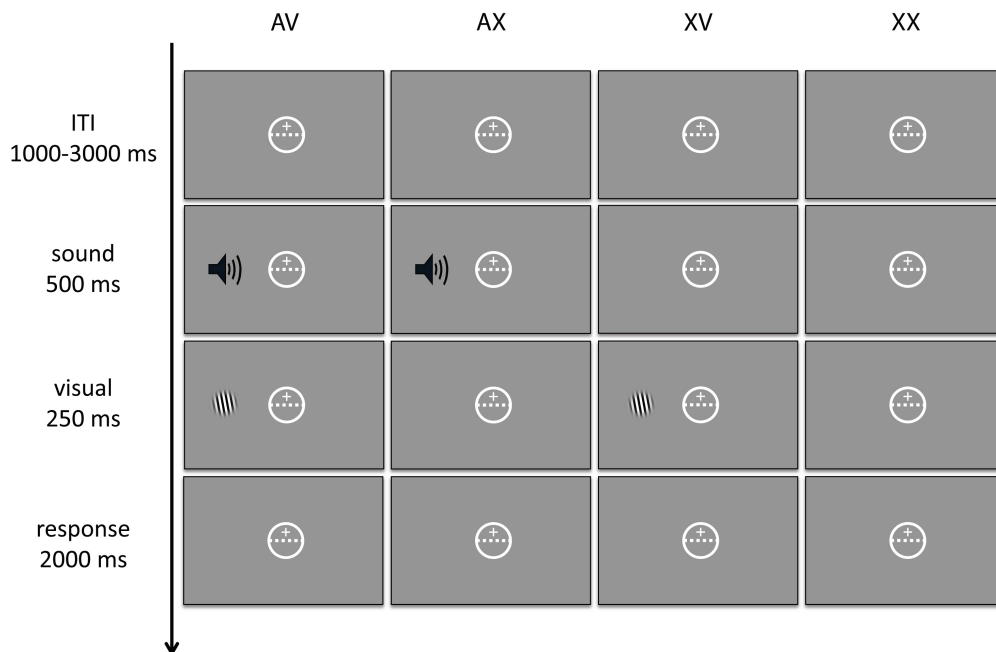 AV AX XV XX
ITI
1000-3000 ms
sound
500 ms
visual
250 ms
response
2000 ms